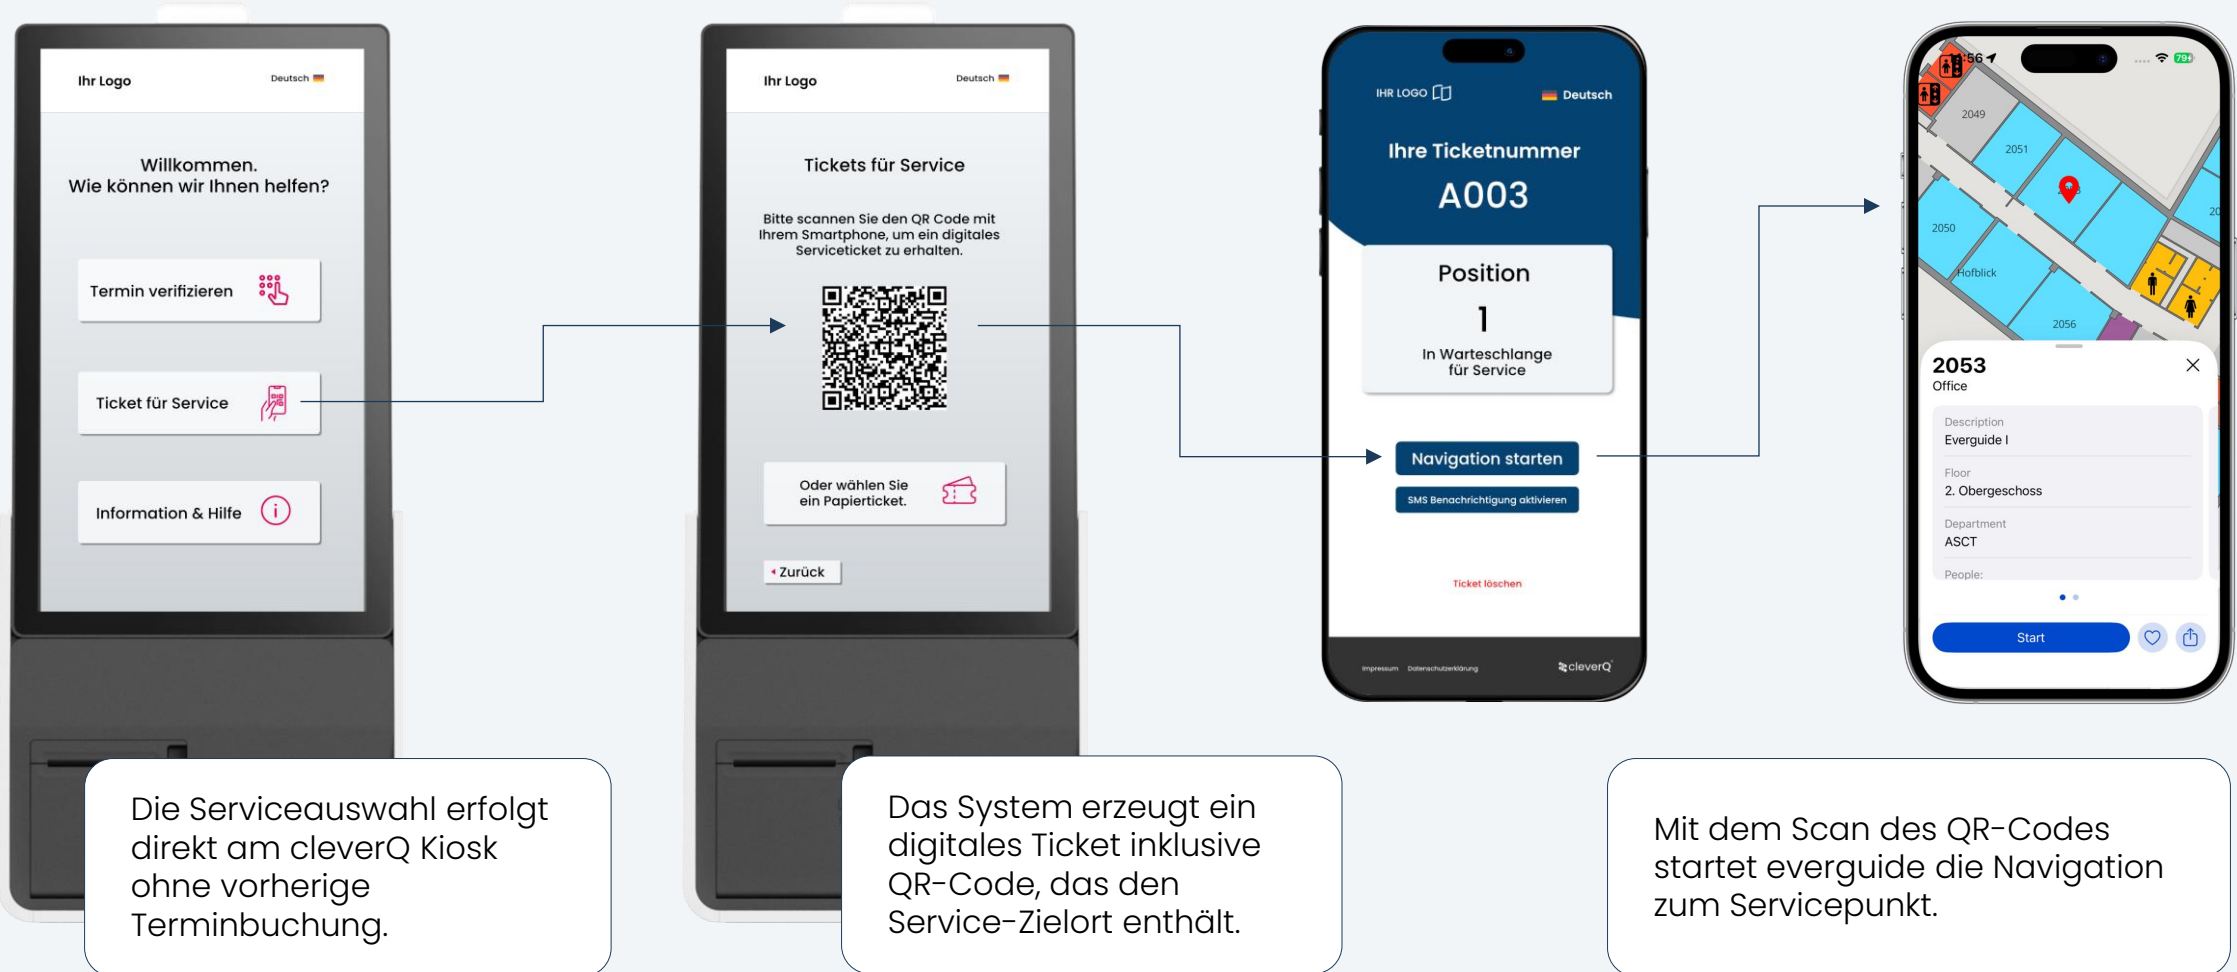 Ihr Logo
Deutsch
Willkommen.
Wie können wir Ihnen helfen?
Termin verifizieren
Ticket für Service
Information & Hilfe
Ihr Logo
Deutsch
Tickets für Service
Bitte scannen Sie den QR Code mit
Ihrem Smartphone, um ein digitales
Serviceticket zu erhalten.
Oder wählen Sie
ein Papierticket.
Zurück
IHR LOGO
Deutsch
Ihre Ticketnummer
A003
Position
1
In Warteschlange
für Service
Navigation starten
SMS Benachrichtigung aktivieren
Ticket löschen
Impressum Datenschutzerklärung
cleverQ
79
2049
2051
2050
Hofblick
2056
2053
Office
Description
Everguide I
Floor
2. Obergeschoss
Department
ASCT
People:
Start
Die Serviceauswahl erfolgt
direkt am cleverQ Kiosk
ohne vorherige
Terminbuchung.
Das System erzeugt ein
digitales Ticket inklusive
QR-Code, das den
Service-Zielort enthält.
Mit dem Scan des QR-Codes
startet everguide die Navigation
zum Servicepunkt.